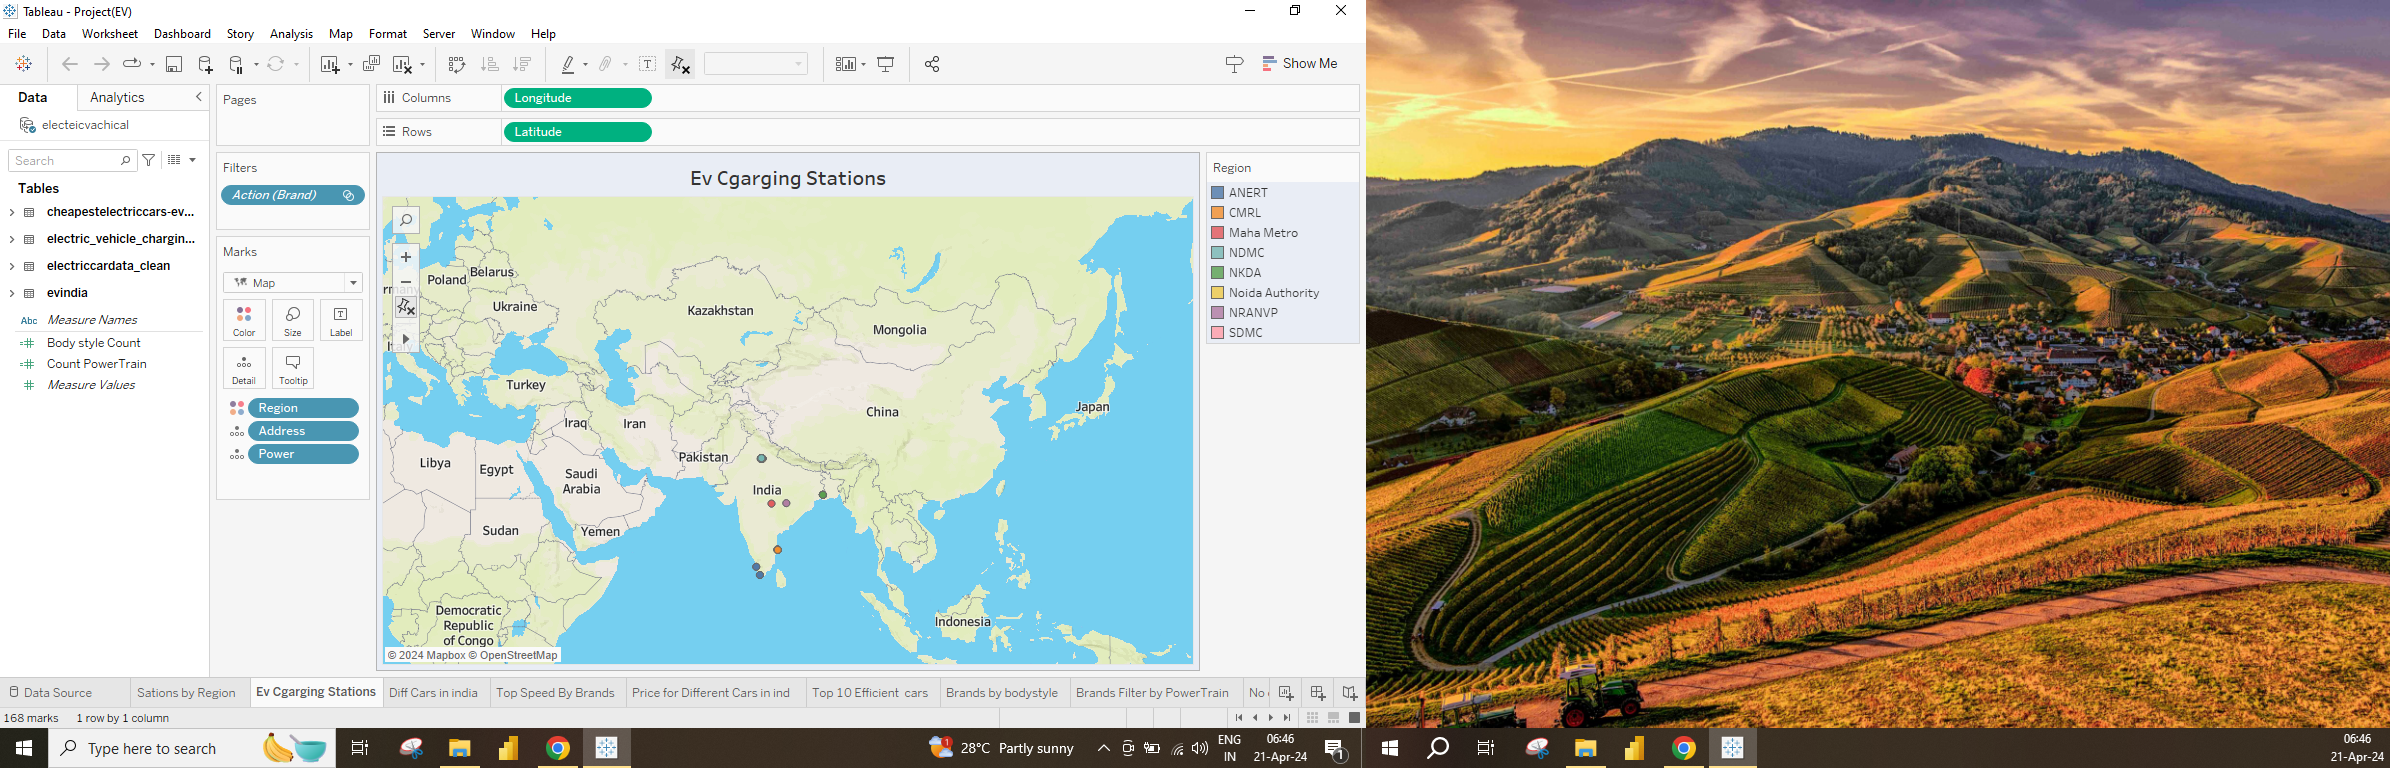 Tableau - Project(EV)
File Data Worksheet Dashboard Story Analysis Map Format Server Window Help
Show Me
Data Analytics
electeicvachical
Search
Tables
cheapestelectriccars-ev...
electric_vehicle_chargin...
electriccardata_clean
evindia
Abc Measure Names
Body style Count
Count PowerTrain
Measure Values
Pages
Filters
Action (Brand)
Marks
Map
Color Size Label
Detail Tooltip
Region
Address
Power
Columns Longitude
Rows Latitude
Ev Cgarging Stations
Poland
Belarus
Ukraine
Kazakhstan
Mongolia
Turkey
China
Japan
Iraq
Iran
Pakistan
Libya
Egypt
Saudi
Arabia
India
Sudan
Yemen
Democratic
Republic
of Congo
Indonesia
© 2024 Mapbox © OpenStreetMap
Region
ANERT
CMRL
Maha Metro
NDMC
NKDA
Noida Authority
NRANVP
SDMC
Data Source Sations by Region Ev Cgarging Stations Diff Cars in india Top Speed By Brands Price for Different Cars in ind Top 10 Efficient cars Brands by bodystyle Brands Filter by PowerTrain No
168 marks 1 row by 1 column
Type here to search
28°C Partly sunny
ENG
IN
06:46
21-Apr-24
1
06:46
21-Apr-24